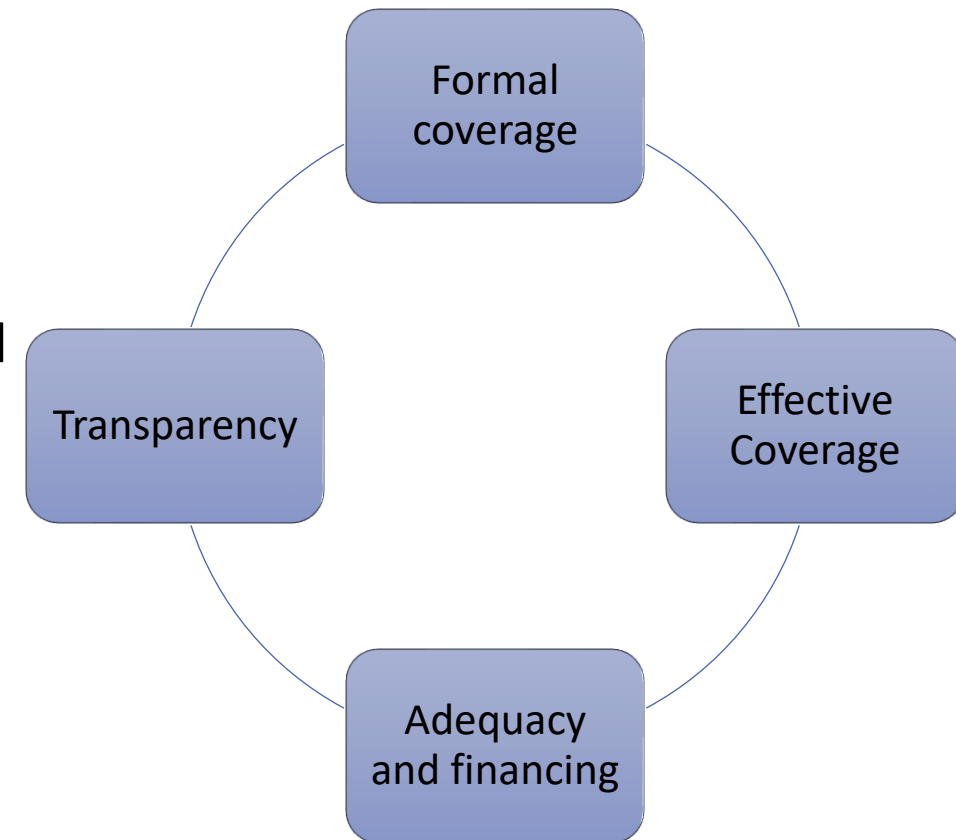 Formal
coverage
Effective
Coverage
Adequacy
and financing
Transparency